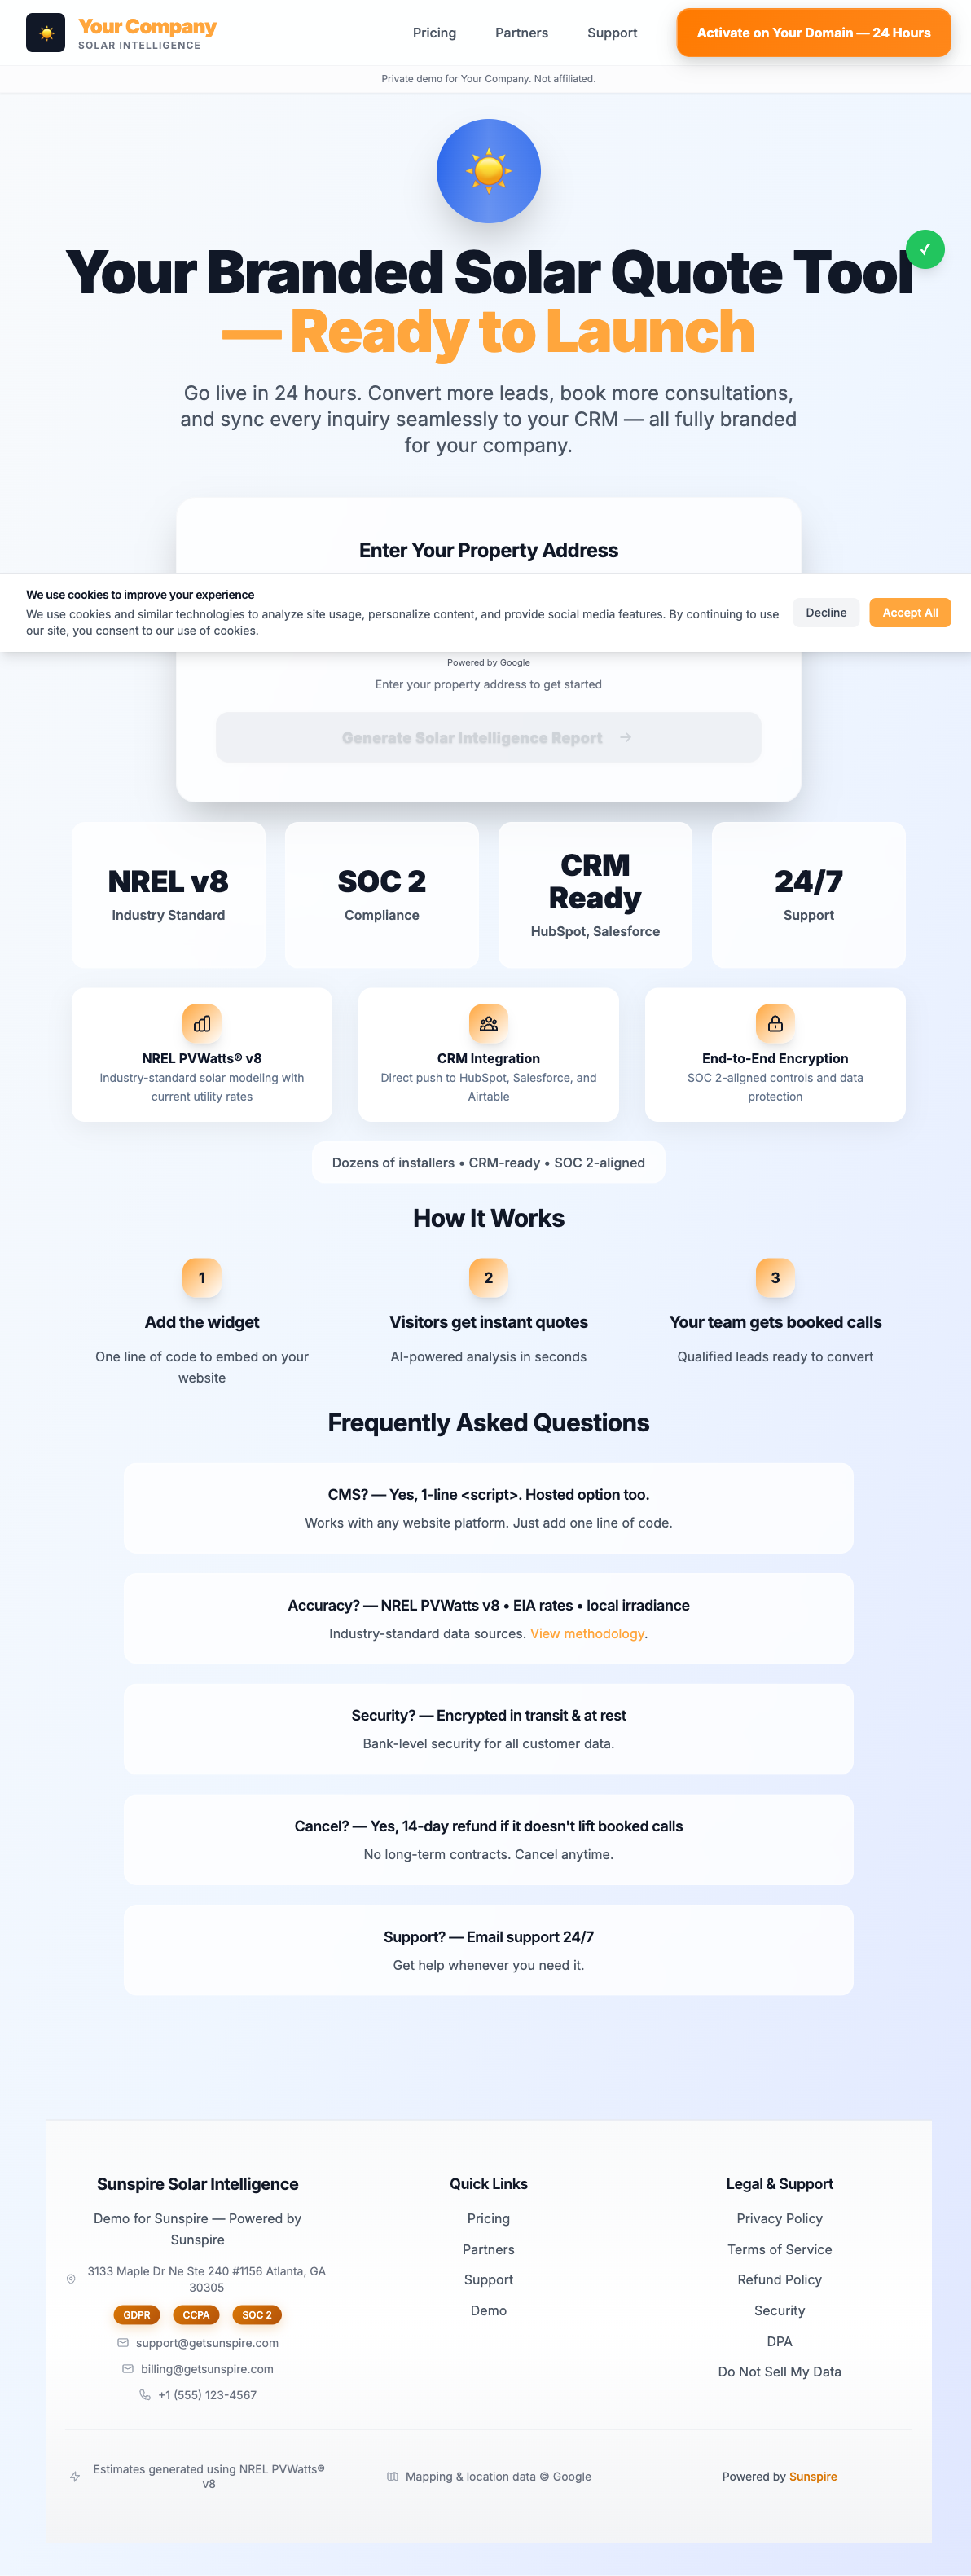 Your Company
SOLAR INTELLIGENCE
Pricing
Partners
Support
Activate on Your Domain — 24 Hours
Private demo for Your Company. Not affiliated.
Your Branded Solar Quote Tool
— Ready to Launch
Go live in 24 hours. Convert more leads, book more consultations,
and sync every inquiry seamlessly to your CRM — all fully branded
for your company.
Enter Your Property Address
We use cookies to improve your experience
We use cookies and similar technologies to analyze site usage, personalize content, and provide social media features. By continuing to use
our site, you consent to our use of cookies.
Decline
Accept All
Powered by Google
Enter your property address to get started
Generate Solar Intelligence Report →
NREL v8
Industry Standard
SOC 2
Compliance
CRM
Ready
HubSpot, Salesforce
24/7
Support
NREL PVWatts® v8
Industry-standard solar modeling with
current utility rates
CRM Integration
Direct push to HubSpot, Salesforce, and
Airtable
End-to-End Encryption
SOC 2-aligned controls and data
protection
Dozens of installers • CRM-ready • SOC 2-aligned
How It Works
1
Add the widget
One line of code to embed on your
website
2
Visitors get instant quotes
AI-powered analysis in seconds
3
Your team gets booked calls
Qualified leads ready to convert
Frequently Asked Questions
CMS? — Yes, 1-line <script>. Hosted option too.
Works with any website platform. Just add one line of code.
Accuracy? — NREL PVWatts v8 • EIA rates • local irradiance
Industry-standard data sources. View methodology.
Security? — Encrypted in transit & at rest
Bank-level security for all customer data.
Cancel? — Yes, 14-day refund if it doesn't lift booked calls
No long-term contracts. Cancel anytime.
Support? — Email support 24/7
Get help whenever you need it.
Sunspire Solar Intelligence
Demo for Sunspire — Powered by
Sunspire
3133 Maple Dr Ne Ste 240 #1156 Atlanta, GA
30305
GDPR
CCPA
SOC 2
support@getsunspire.com
billing@getsunspire.com
+1 (555) 123-4567
Quick Links
Pricing
Partners
Support
Demo
Legal & Support
Privacy Policy
Terms of Service
Refund Policy
Security
DPA
Do Not Sell My Data
Estimates generated using NREL PVWatts®
v8
Mapping & location data © Google
Powered by Sunspire